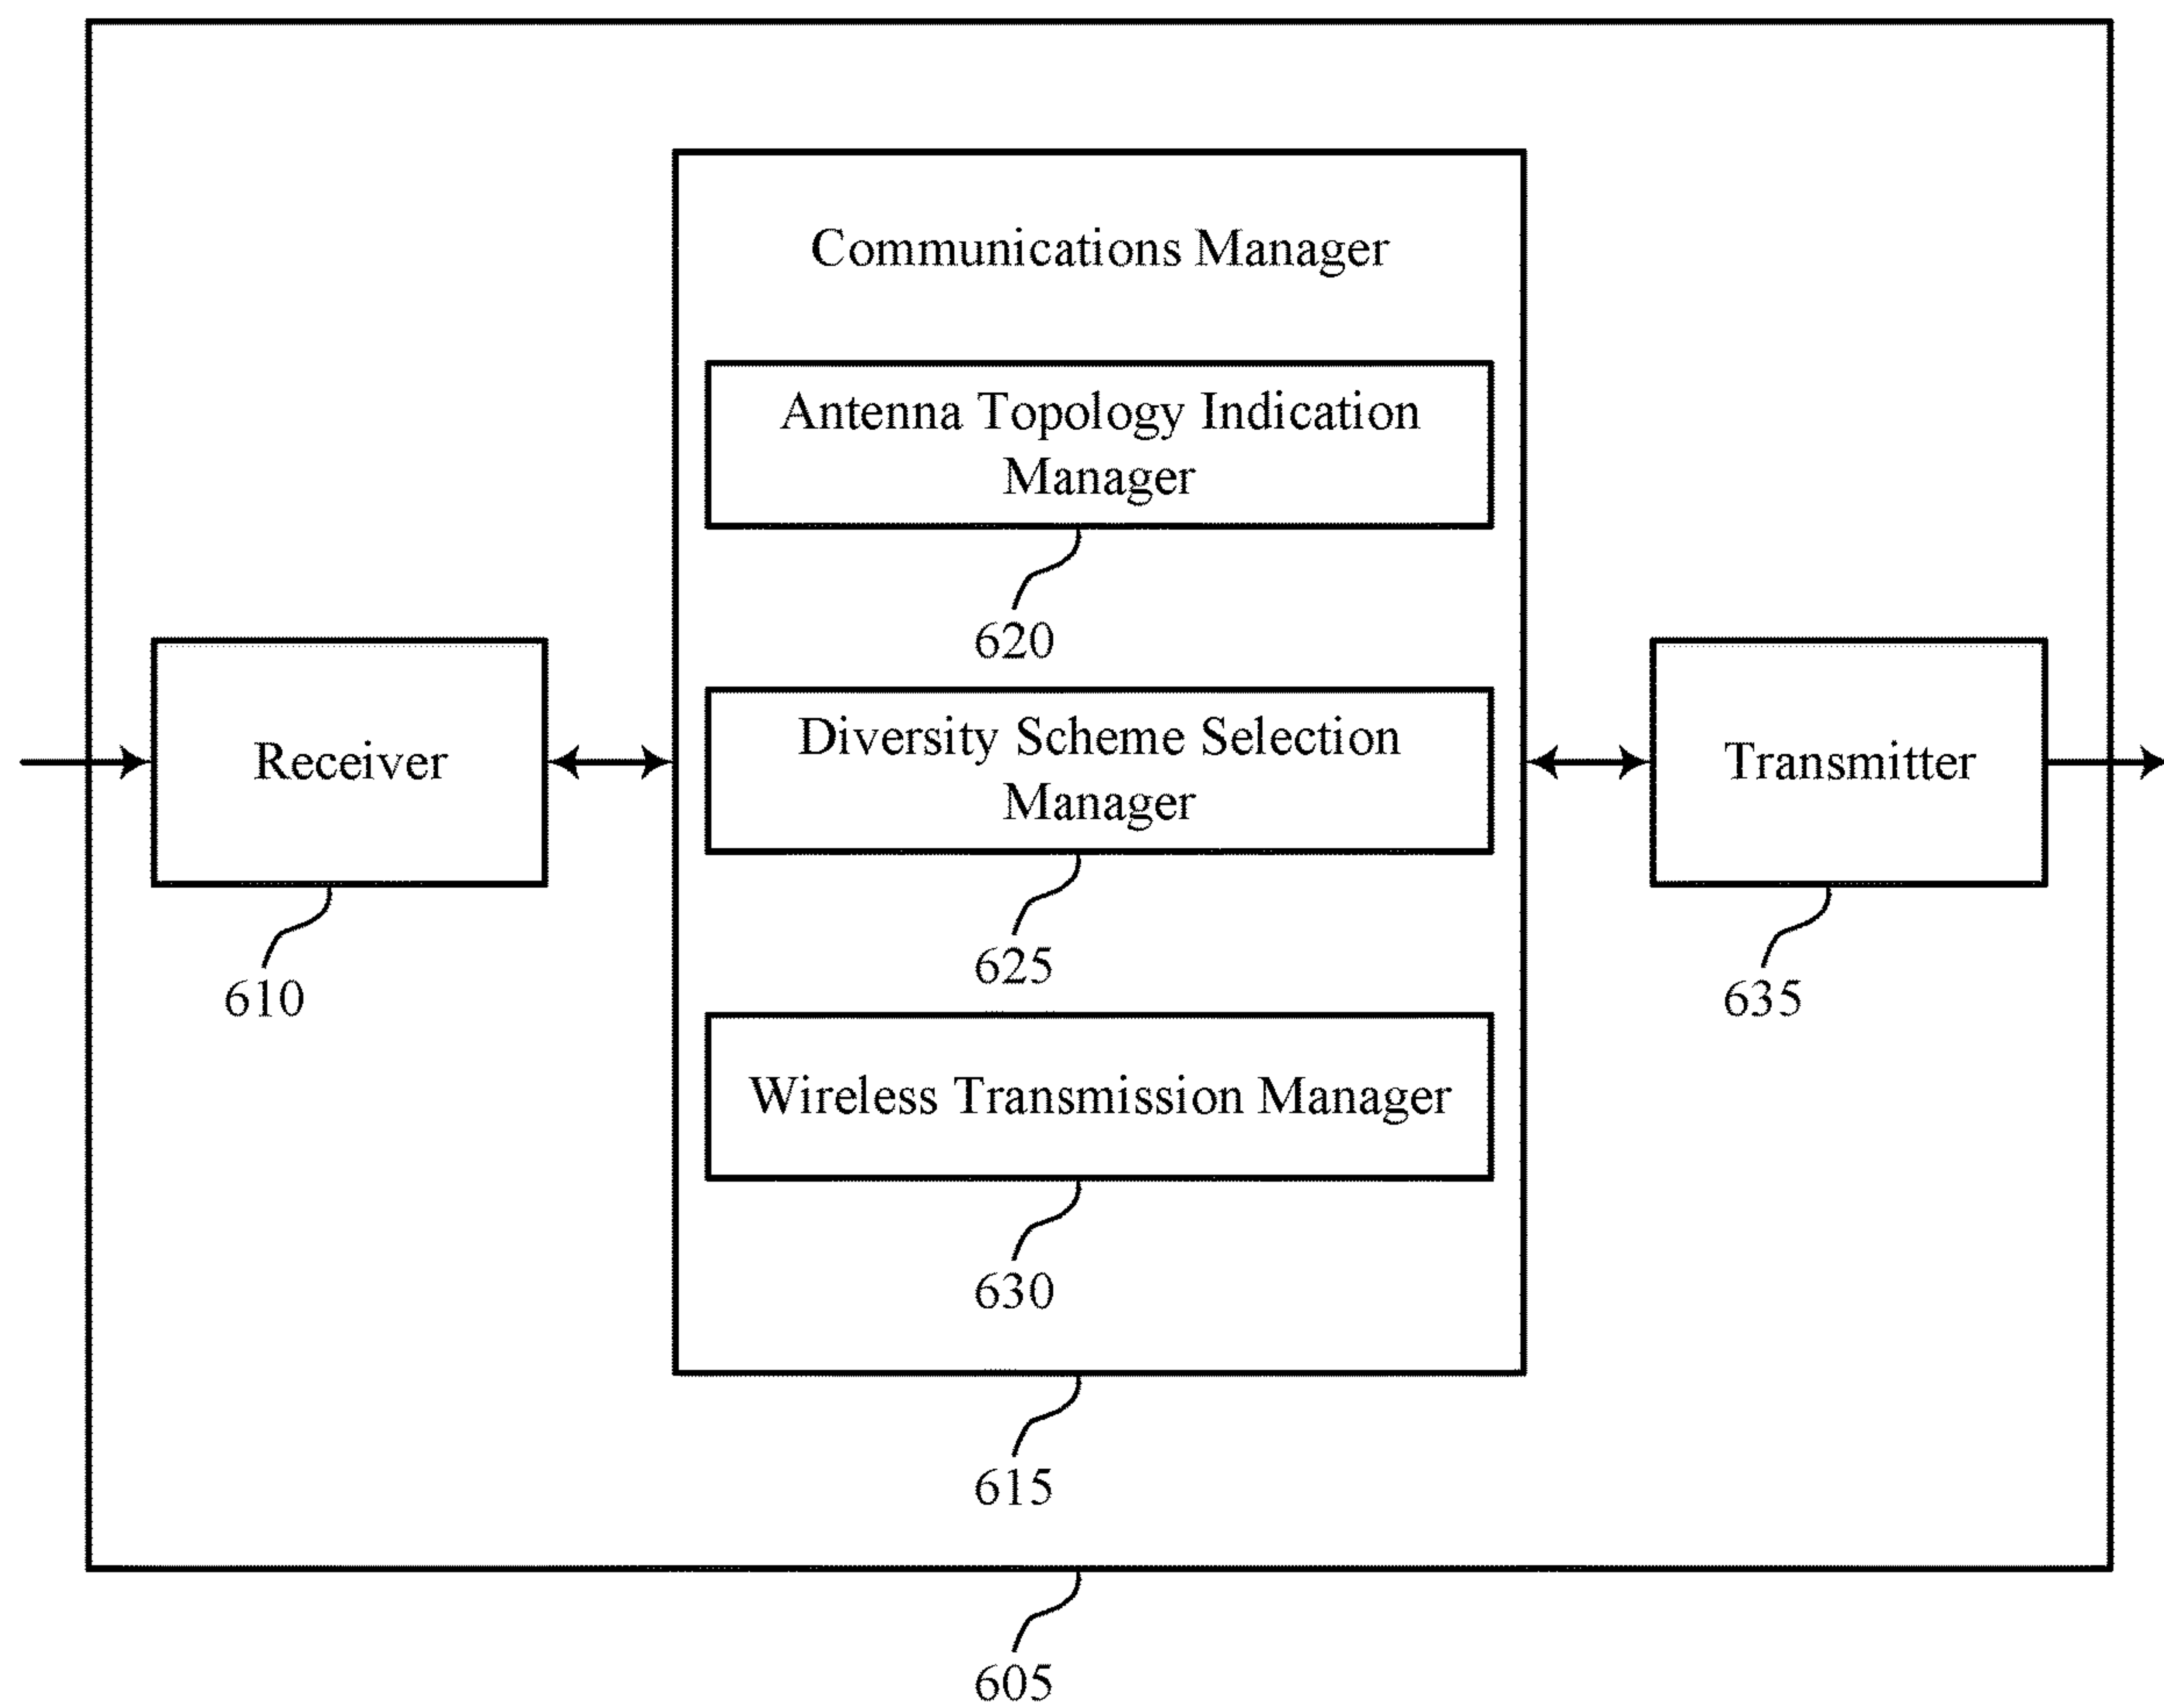 Communications Manager
Antenna Topology Indication
Manager
620
Receiver
610
Diversity Scheme Selection
Manager
625
Transmitter
635
Wireless Transmission Manager
630
615
605